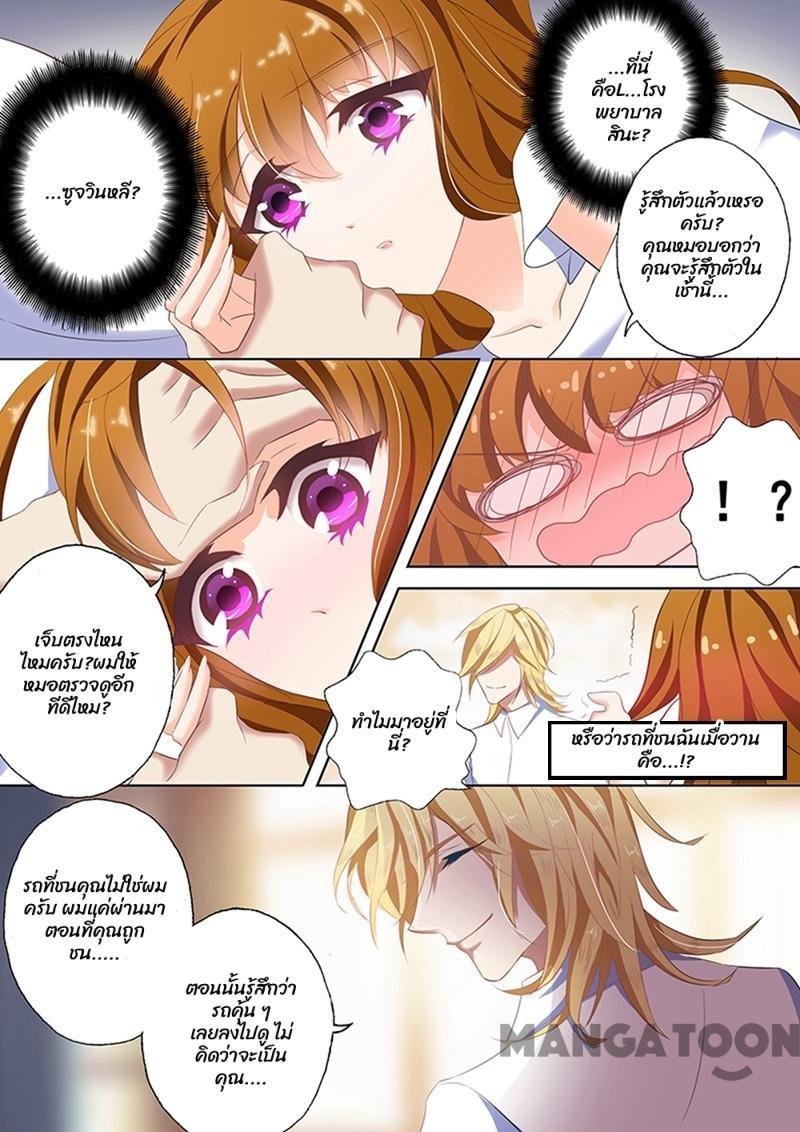 ...ที่นี่
คือL...โรง
พยาบาล
สินะ?
...ซูจวินหลี?
รู้สึกตัวแล้วเหรอ
ครับ?
คุณหมอบอกว่า
คุณจะรู้สึกตัวใน
เช้านี้...
! ?
เจ็บตรงไหน
ไหมครับ?ผมให้
หมอตรวจดูอีก
ทีดีไหม?
ทำไมมาอยู่ที่
นี่?
หรือว่ารถที่ชนฉันเมื่อวาน
คือ...!?
รถที่ชนคุณไม่ใช่ผม
ครับ ผมแค่ผ่านมา
ตอนที่คุณถูก
ชน.....
ตอนนั้นรู้สึกว่า
รถคุ้น ๆ
เลยลงไปดู ไม่
คิดว่าจะเป็น
คุณ....
MANGATOON